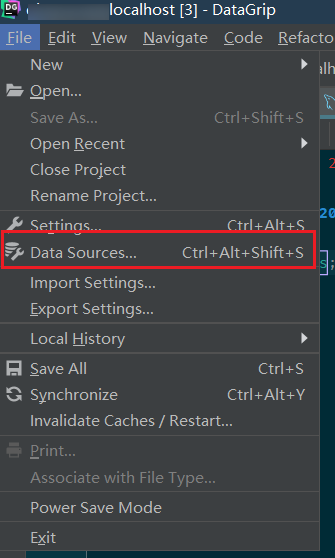 DG localhost [3] - DataGrip
File Edit View Navigate Code Refacto
New
Open...
Save As... Ctrl+Shift+S
Open Recent
Close Project
Rename Project...
Settings... Ctrl+Alt+S
Data Sources... Ctrl+Alt+Shift+S
Import Settings...
Export Settings...
Local History
Save All Ctrl+S
Synchronize Ctrl+Alt+Y
Invalidate Caches / Restart...
Print...
Associate with File Type...
Power Save Mode
Exit